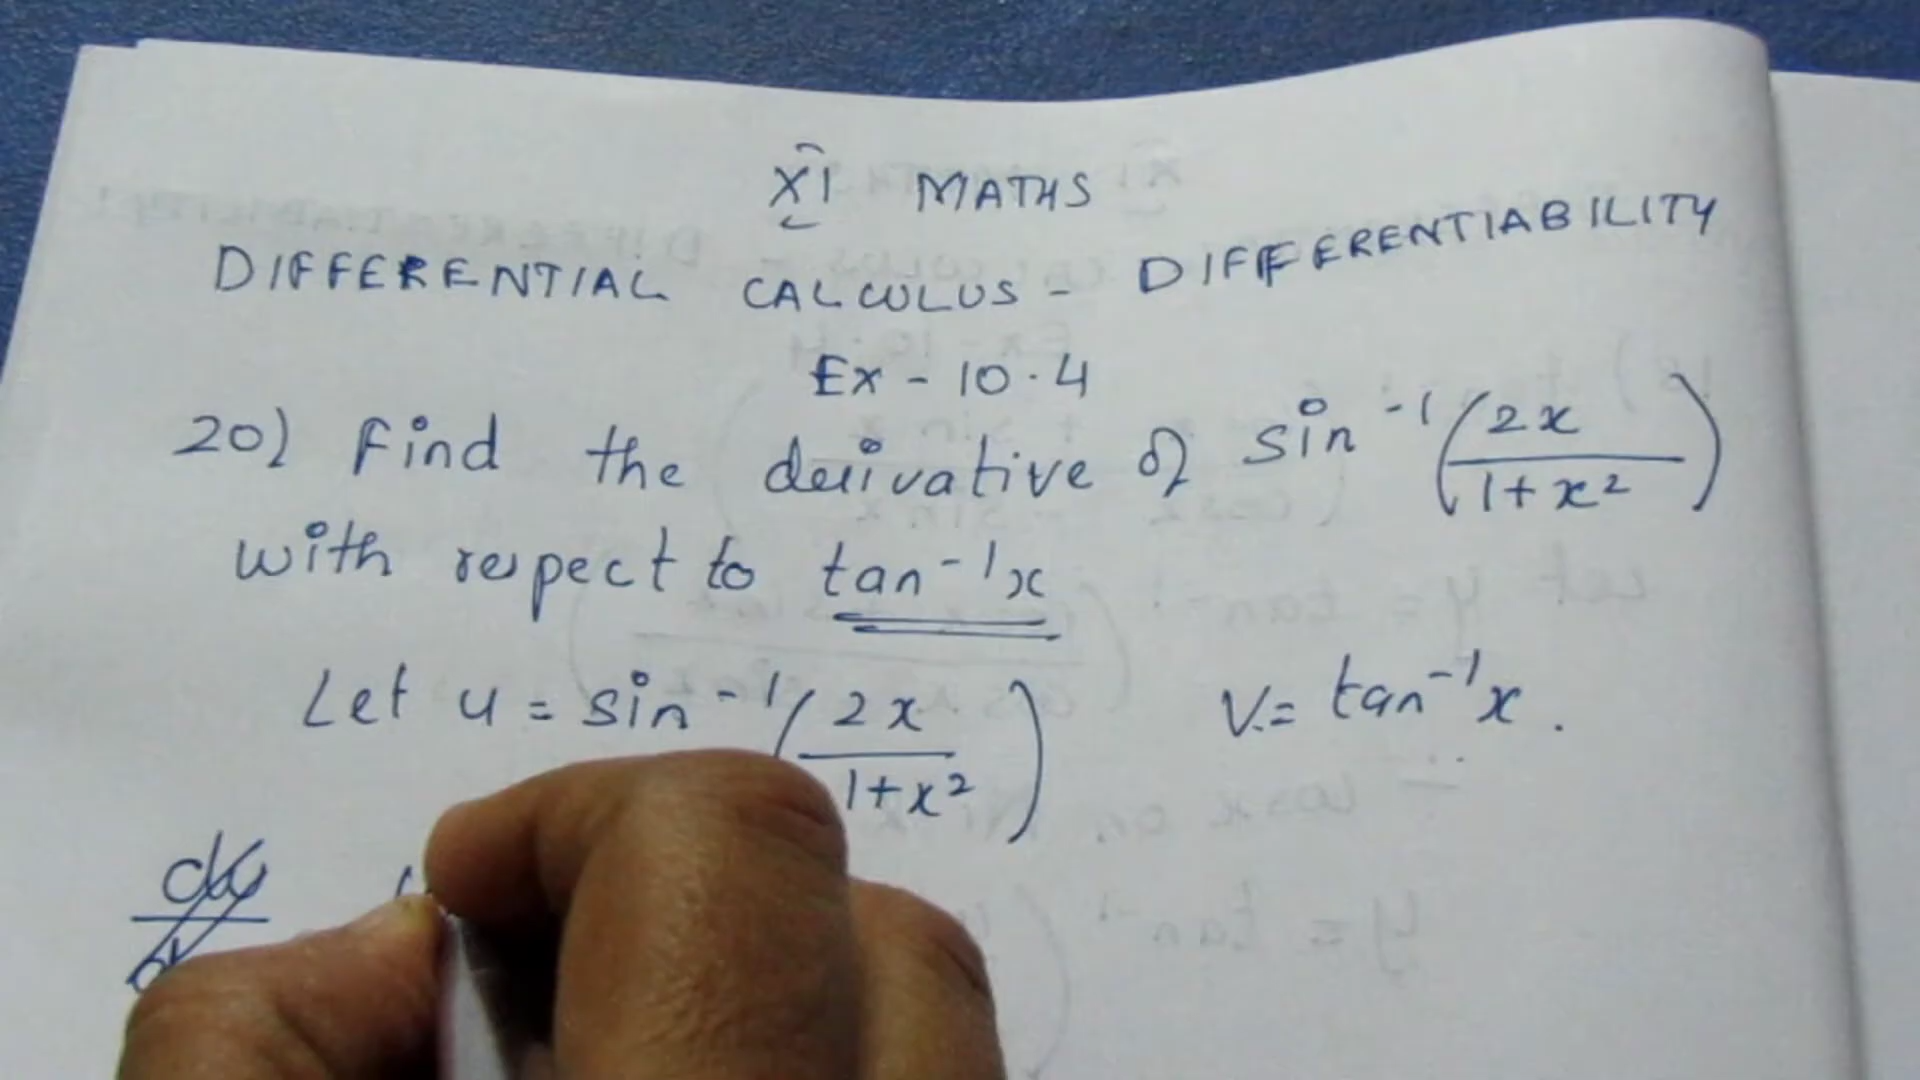 XI MATHS
DIFFERENTIAL CALCULUS - DIFFERENTIABILITY
Ex - 10.4
20) Find the derivative of sin⁻¹(2x/(1+x²))
with respect to tan⁻¹x
Let u = sin⁻¹(2x/(1+x²)) V = tan⁻¹x.